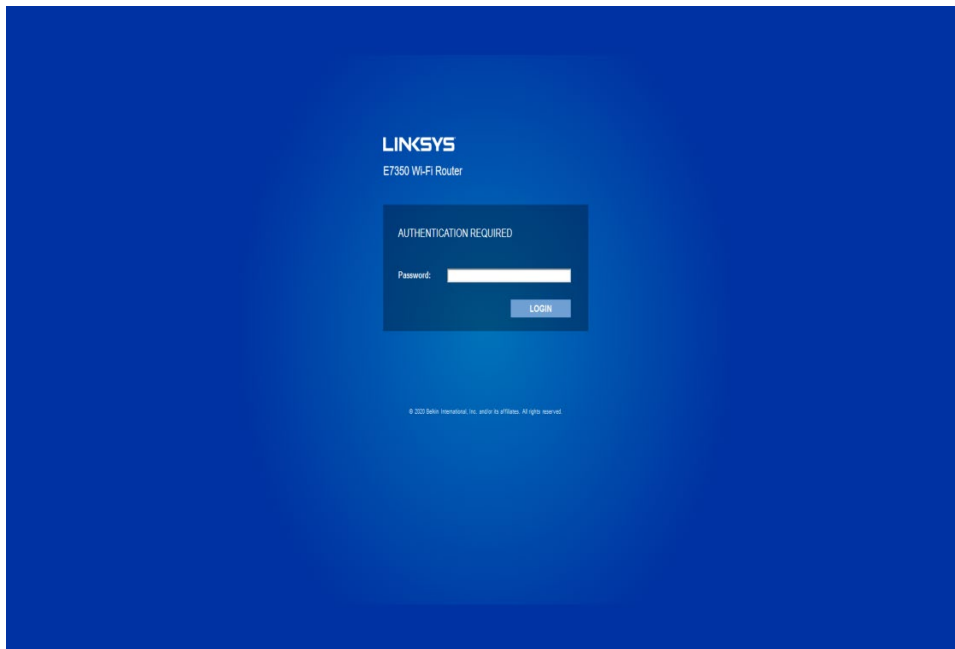 LINKSYS
E7350 Wi-Fi Router
AUTHENTICATION REQUIRED
Password:
LOGIN
© 2020 Belkin International, Inc. and/or its affiliates. All rights reserved.